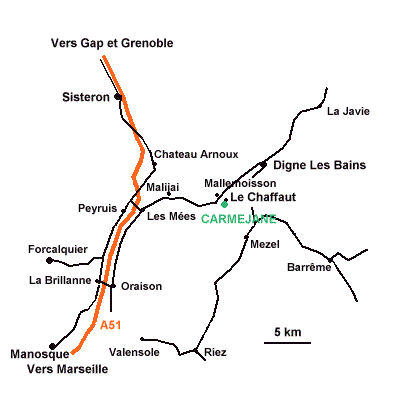 Vers Gap et Grenoble
Sisteron
La Javie
Chateau Arnoux
Digne Les Bains
Malijai
Mallemoisson
Le Chaffaut
Peyruis
Les Mées
CARMEJANE
Forcalquier
Mezel
Barrême
La Brillanne
Oraison
A51
5 km
Manosque
Valensole
Riez
Vers Marseille